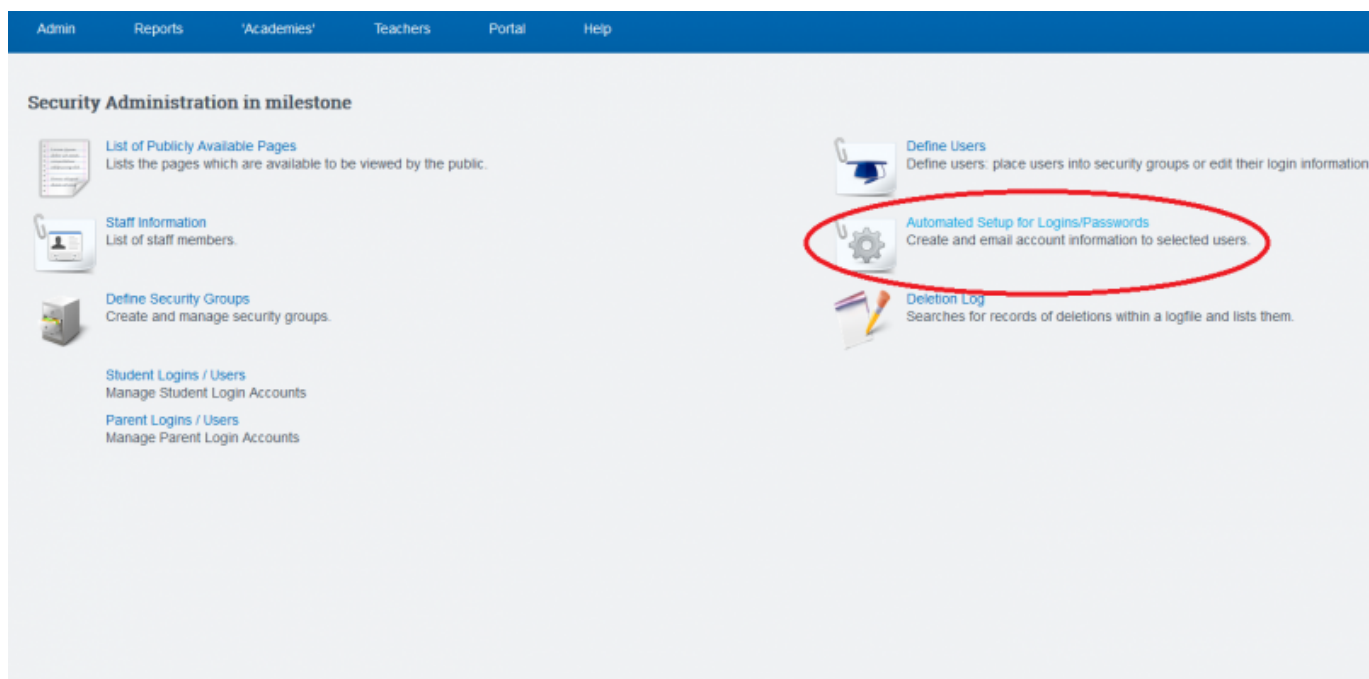 Admin Reports 'Academies' Teachers Portal Help
Security Administration in milestone
List of Publicly Available Pages
Lists the pages which are available to be viewed by the public.
Staff Information
List of staff members.
Define Security Groups
Create and manage security groups.
Student Logins / Users
Manage Student Login Accounts
Parent Logins / Users
Manage Parent Login Accounts
Define Users
Define users: place users into security groups or edit their login information
Automated Setup for Logins/Passwords
Create and email account information to selected users.
Deletion Log
Searches for records of deletions within a logfile and lists them.